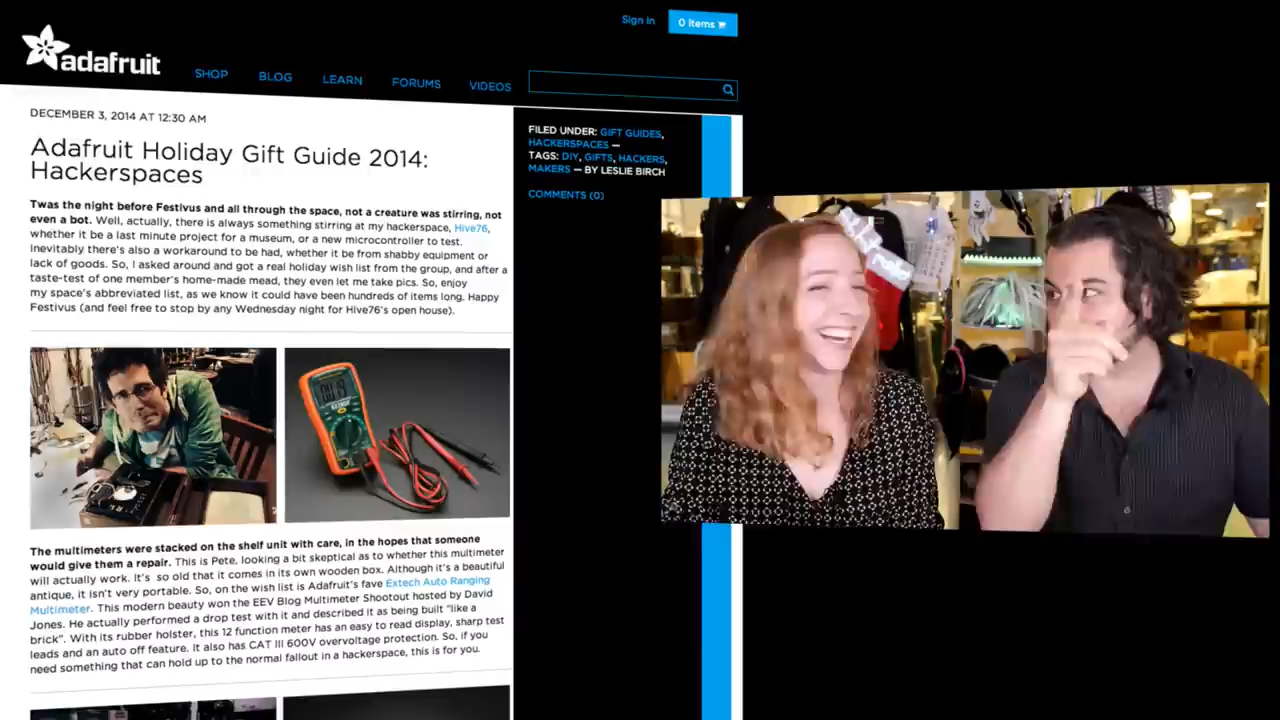 Sign In
0 Items
adafruit
SHOP BLOG LEARN FORUMS VIDEOS
DECEMBER 3, 2014 AT 12:30 AM
Adafruit Holiday Gift Guide 2014:
Hackerspaces
Twas the night before Festivus and all through the space, not a creature was stirring, not
even a bot. Well, actually, there is always something stirring at my hackerspace, Hive76,
whether it be a last minute project for a museum, or a new microcontroller to test.
Inevitably there's also a workaround to be had, whether it be from shabby equipment or
lack of goods. So, I asked around and got a real holiday wish list from the group, and after a
taste-test of one member's home-made mead, they even let me take pics. So, enjoy
my space's abbreviated list, as we know it could have been hundreds of items long. Happy
Festivus (and feel free to stop by any Wednesday night for Hive76's open house).
The multimeters were stacked on the shelf unit with care, in the hopes that someone
would give them a repair. This is Pete, looking a bit skeptical as to whether this multimeter
will actually work. It's so old that it comes in its own wooden box. Although it's a beautiful
antique, it isn't very portable. So, on the wish list is Adafruit's fave Extech Auto Ranging
Multimeter. This modern beauty won the EEV Blog Multimeter Shootout hosted by David
Jones. He actually performed a drop test with it and described it as being built "like a
brick". With its rubber holster, this 12 function meter has an easy to read display, sharp test
leads and an auto off feature. It also has CAT III 600V overvoltage protection. So, if you
need something that can hold up to the normal fallout in a hackerspace, this is for you.
FILED UNDER: GIFT GUIDES,
HACKERSPACES —
TAGS: DIY, GIFTS, HACKERS,
MAKERS — BY LESLIE BIRCH
COMMENTS (0)